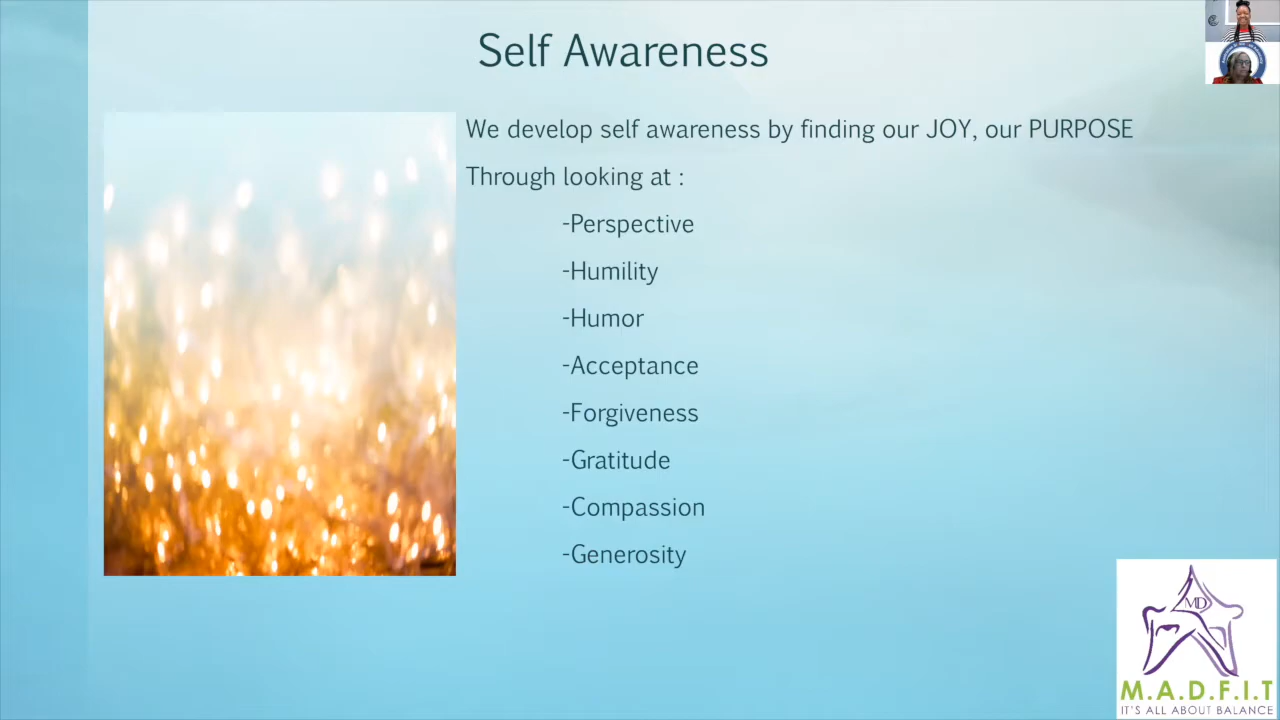 Self Awareness
We develop self awareness by finding our JOY, our PURPOSE
Through looking at :
-Perspective
-Humility
-Humor
-Acceptance
-Forgiveness
-Gratitude
-Compassion
-Generosity
MD
M.A.D.F.I.T
IT'S ALL ABOUT BALANCE